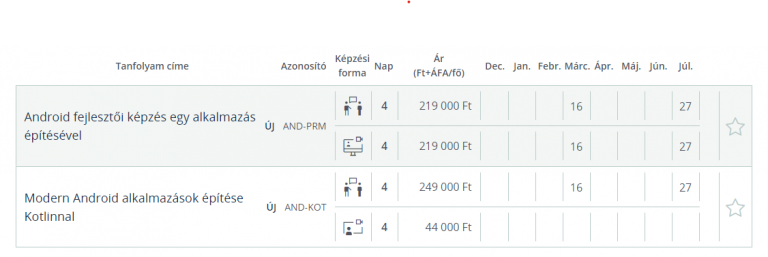 Tanfolyam címe Azonosító Képzési forma Nap Ár (Ft+ÁFA/fő) Dec. Jan. Febr. Márc. Ápr. Máj. Jún. Júl.
Android fejlesztői képzés egy alkalmazás építésével ÚJ AND-PRM
4 219 000 Ft 16 27
4 219 000 Ft 16 27
Modern Android alkalmazások építése Kotlinnal ÚJ AND-KOT
4 249 000 Ft 16 27
4 44 000 Ft